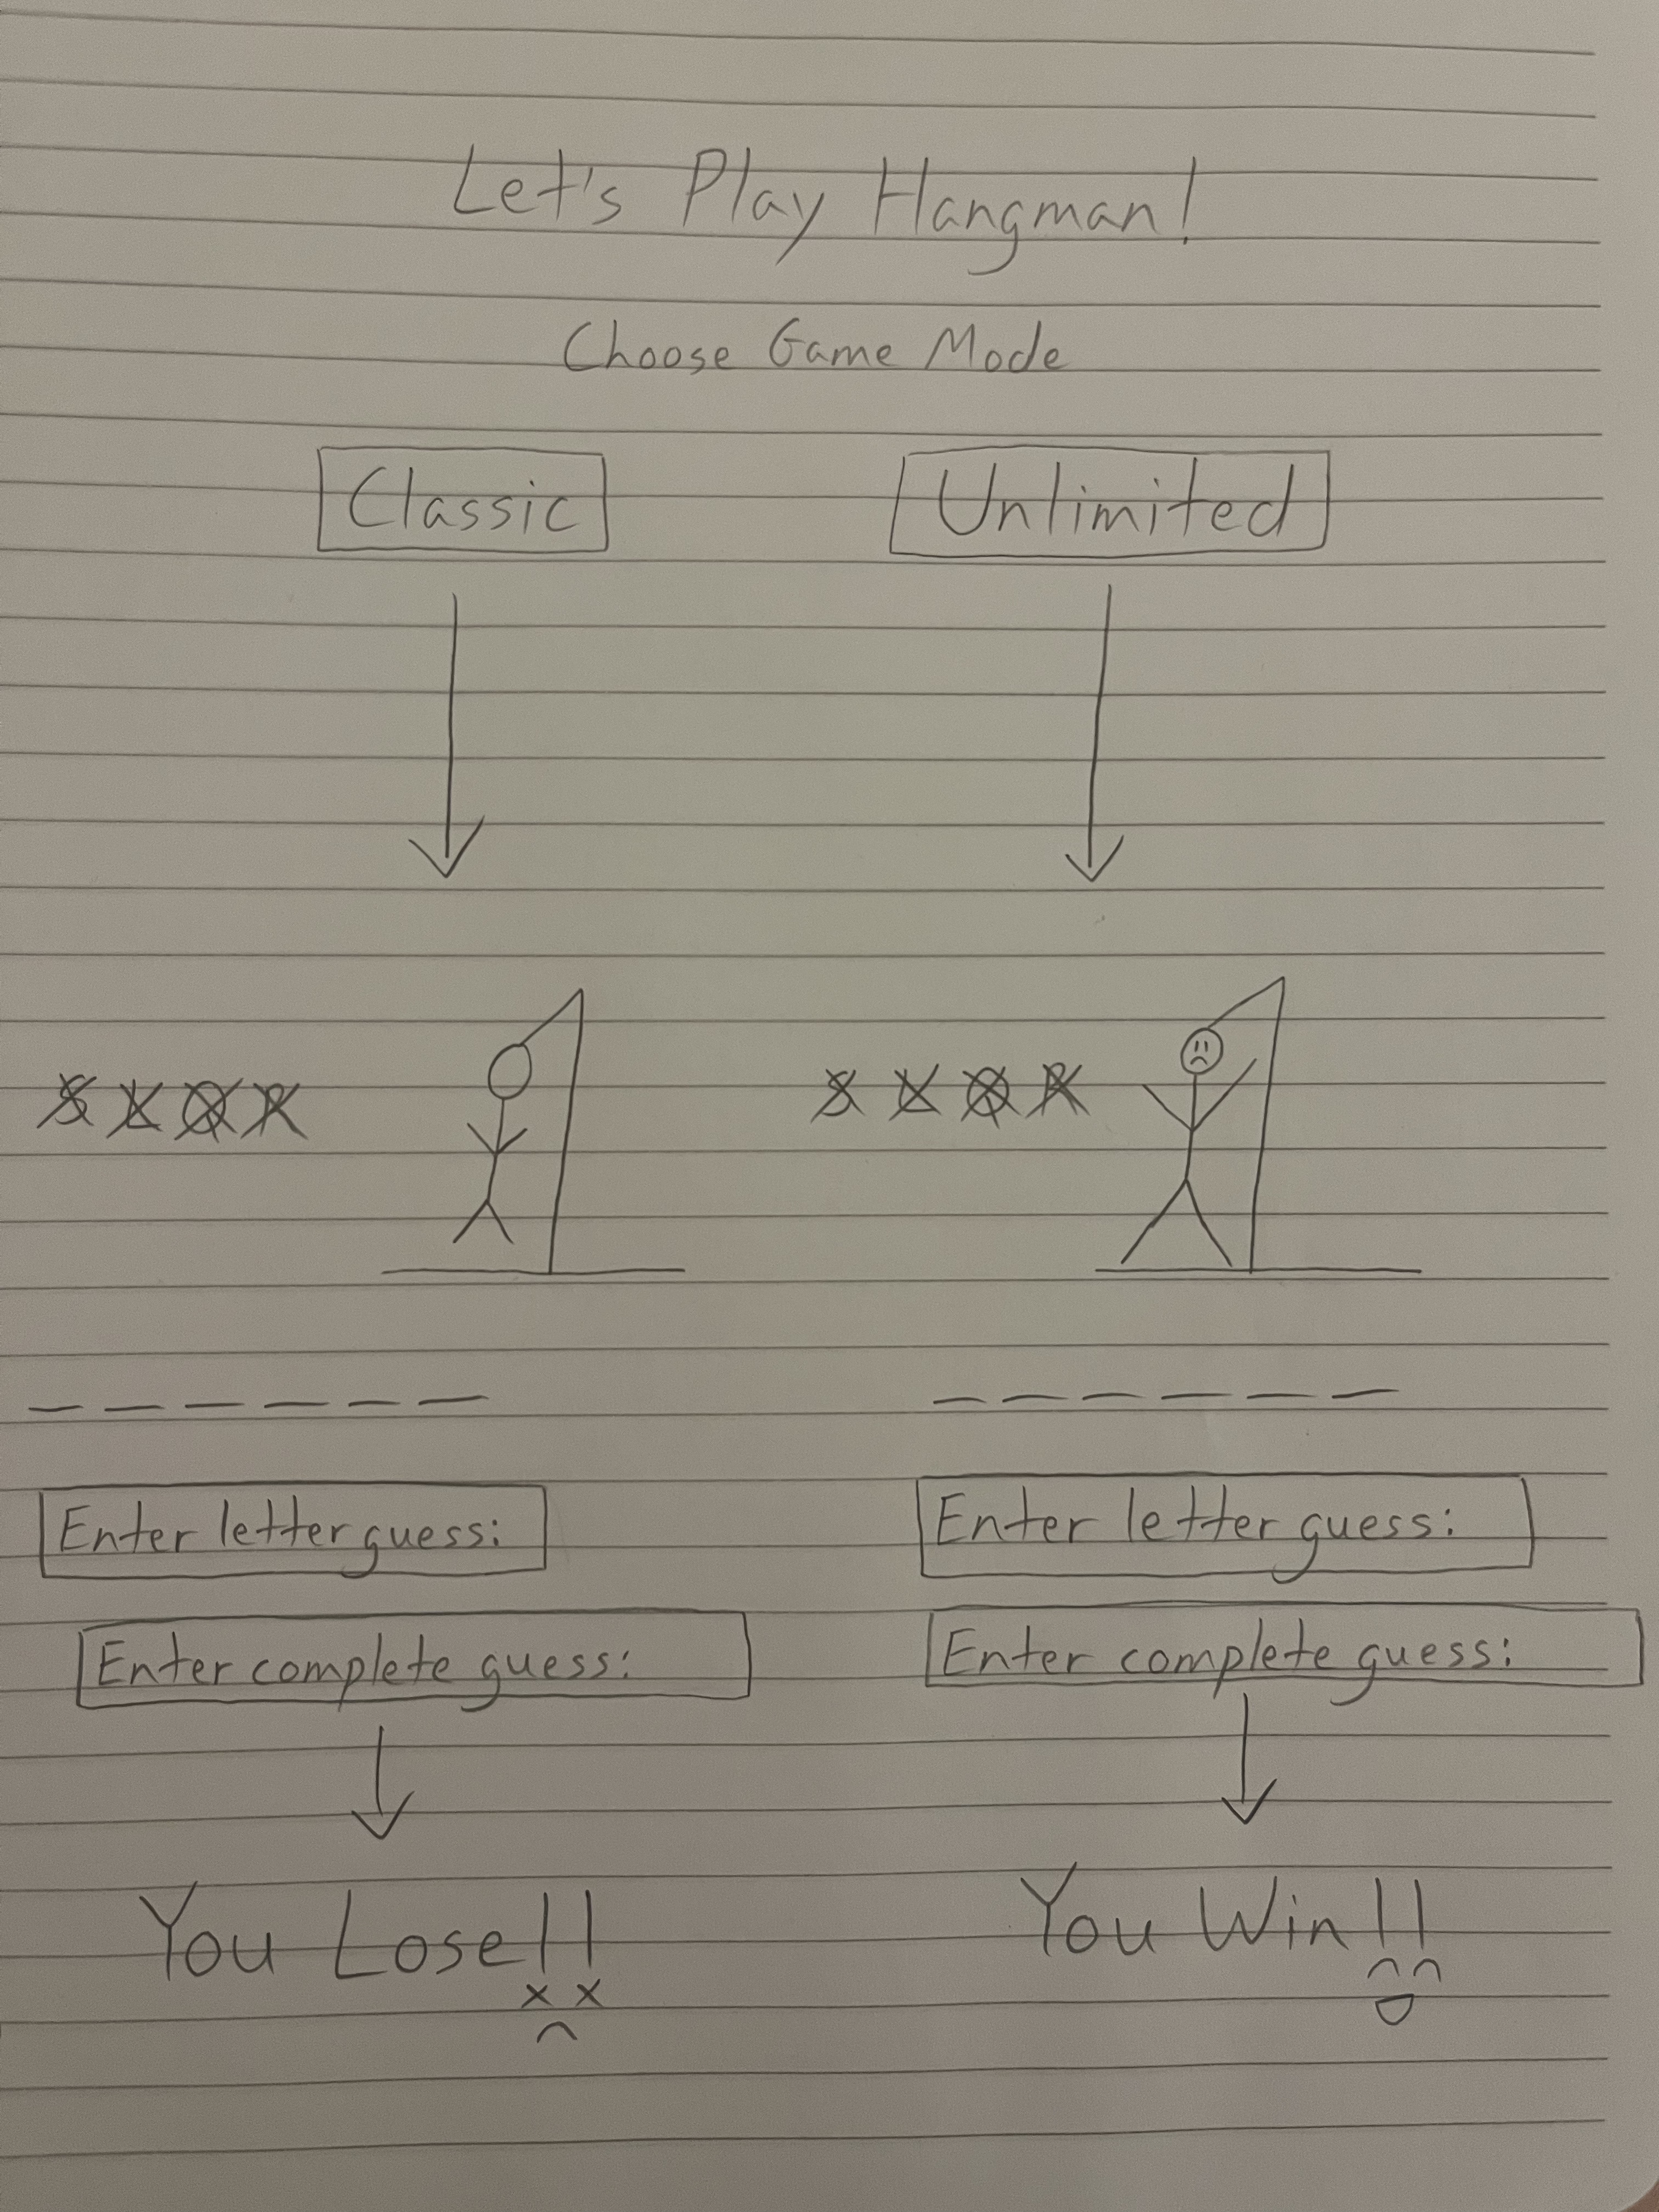 Let's Play Hangman!
Choose Game Mode
Classic Unlimited
S L Q R S L Q R
Enter letter guess: Enter letter guess:
Enter complete guess: Enter complete guess:
You Lose!! You Win!!